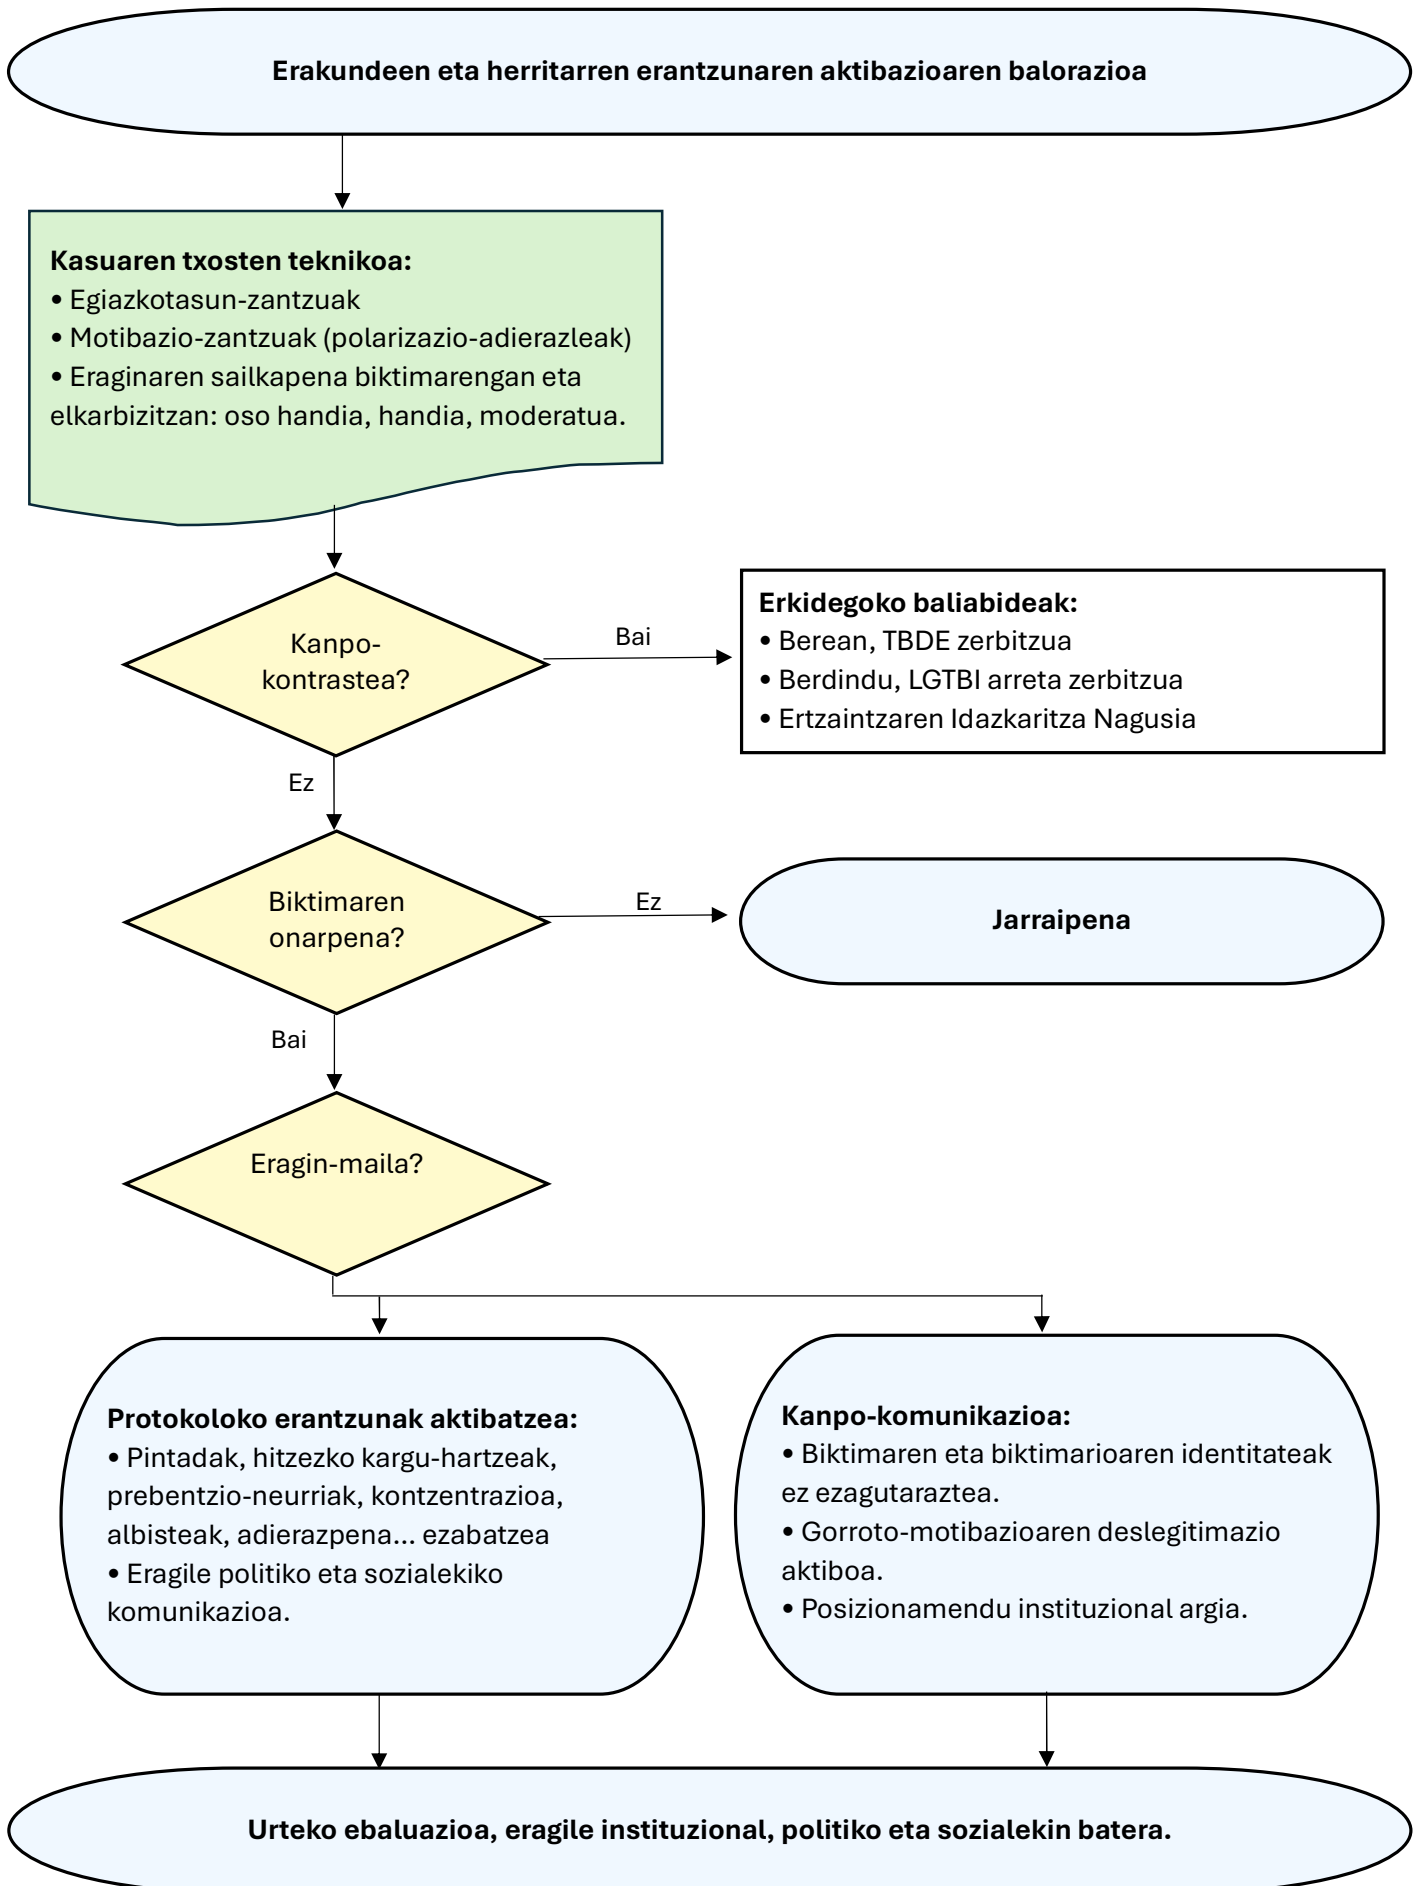 Erakundeen eta herritarren erantzunaren aktibazioaren balorazioa
Kasuaren txosten teknikoa:
• Egiazkotasun-zantzuak
• Motibazio-zantzuak (polarizazio-adierazleak)
• Eraginaren sailkapena biktimarengan eta
elkarbizitzan: oso handia, handia, moderatua.
Kanpo-
kontrastea?
Bai
Erkidegoko baliabideak:
• Berean, TBDE zerbitzua
• Berdindu, LGTBI arreta zerbitzua
• Ertzaintzaren Idazkaritza Nagusia
Ez
Biktimaren
onarpena?
Ez
Jarraipena
Bai
Eragin-maila?
Protokoloko erantzunak aktibatzea:
• Pintadak, hitzezko kargu-hartzeak,
prebentzio-neurriak, kontzentrazioa,
albisteak, adierazpena... ezabatzea
• Eragile politiko eta sozialekiko
komunikazioa.
Kanpo-komunikazioa:
• Biktimaren eta biktimarioaren identitateak
ez ezagutaraztea.
• Gorroto-motibazioaren deslegitimazio
aktiboa.
• Posizionamendu instituzional argia.
Urteko ebaluazioa, eragile instituzional, politiko eta sozialekin batera.